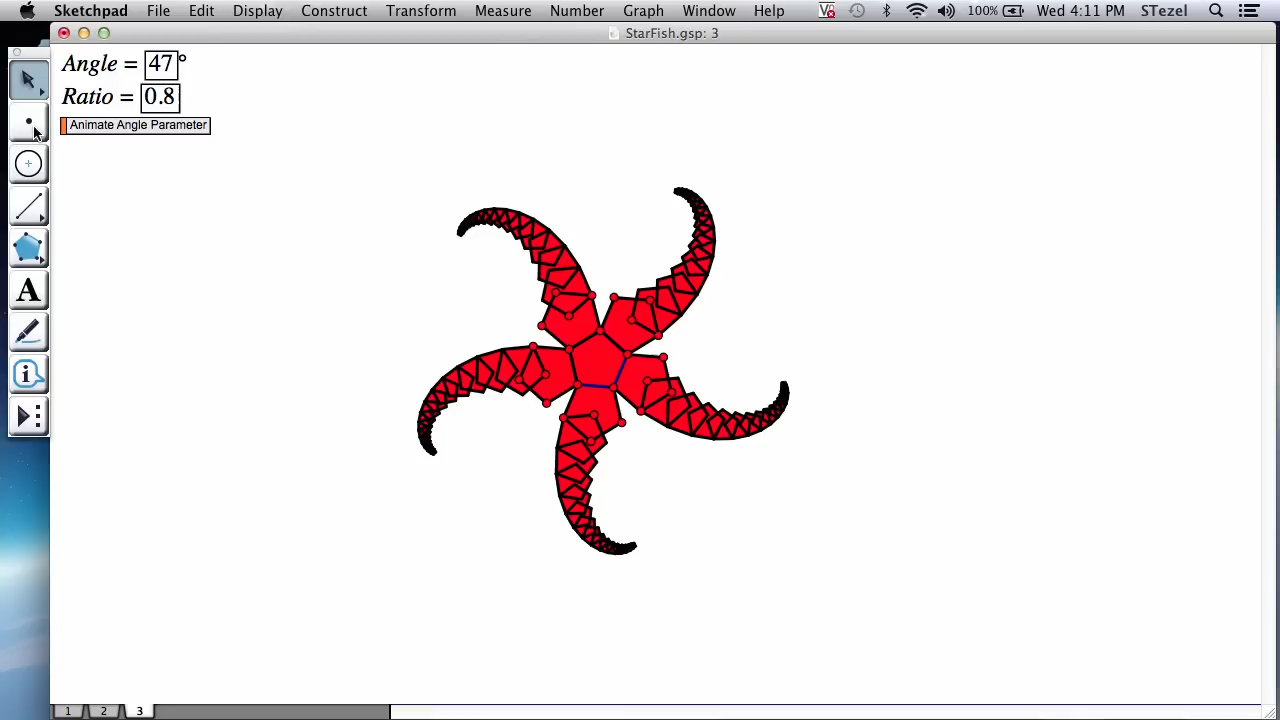 Sketchpad File Edit Display Construct Transform Measure Number Graph Window Help 100% Wed 4:11 PM STezel
StarFish.gsp: 3
Angle = 47°
Ratio = 0.8
Animate Angle Parameter
A
i
1 2 3